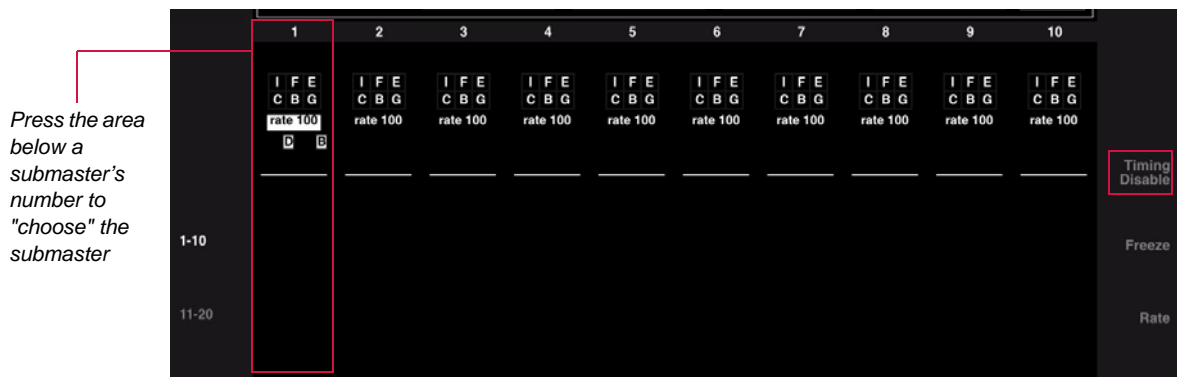 1 2 3 4 5 6 7 8 9 10
I F E I F E I F E I F E I F E I F E I F E I F E I F E I F E
C B G C B G C B G C B G C B G C B G C B G C B G C B G C B G
rate 100 rate 100 rate 100 rate 100 rate 100 rate 100 rate 100 rate 100 rate 100 rate 100
D B
Press the area
below a
submaster's
number to
"choose" the
submaster
1-10
11-20
Timing
Disable
Freeze
Rate